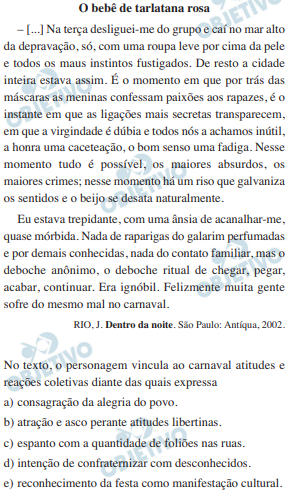 O bebê de tarlatana rosa
– [...] Na terça desliguei-me do grupo e caí no mar alto
da depravação, só, com uma roupa leve por cima da pele
e todos os maus instintos fustigados. De resto a cidade
inteira estava assim. É o momento em que por trás das
máscaras as meninas confessam paixões aos rapazes, é o
instante em que as ligações mais secretas transparecem,
em que a virgindade é dúbia e todos nós a achamos inútil,
a honra uma caceteação, o bom senso uma fadiga. Nesse
momento tudo é possível, os maiores absurdos, os
maiores crimes; nesse momento há um riso que galvaniza
os sentidos e o beijo se desata naturalmente.
Eu estava trepidante, com uma ânsia de acanalhar-me,
quase mórbida. Nada de raparigas do galarim perfumadas
e por demais conhecidas, nada do contato familiar, mas o
deboche anônimo, o deboche ritual de chegar, pegar,
acabar, continuar. Era ignóbil. Felizmente muita gente
sofre do mesmo mal no carnaval.
RIO, J. Dentro da noite. São Paulo: Antíqua, 2002.
No texto, o personagem vincula ao carnaval atitudes e
reações coletivas diante das quais expressa
a) consagração da alegria do povo.
b) atração e asco perante atitudes libertinas.
c) espanto com a quantidade de foliões nas ruas.
d) intenção de confraternizar com desconhecidos.
e) reconhecimento da festa como manifestação cultural.
OBJETIVO
OBJETIVO
OBJETIVO
OBJETIVO
OBJETIVO
OBJETIVO